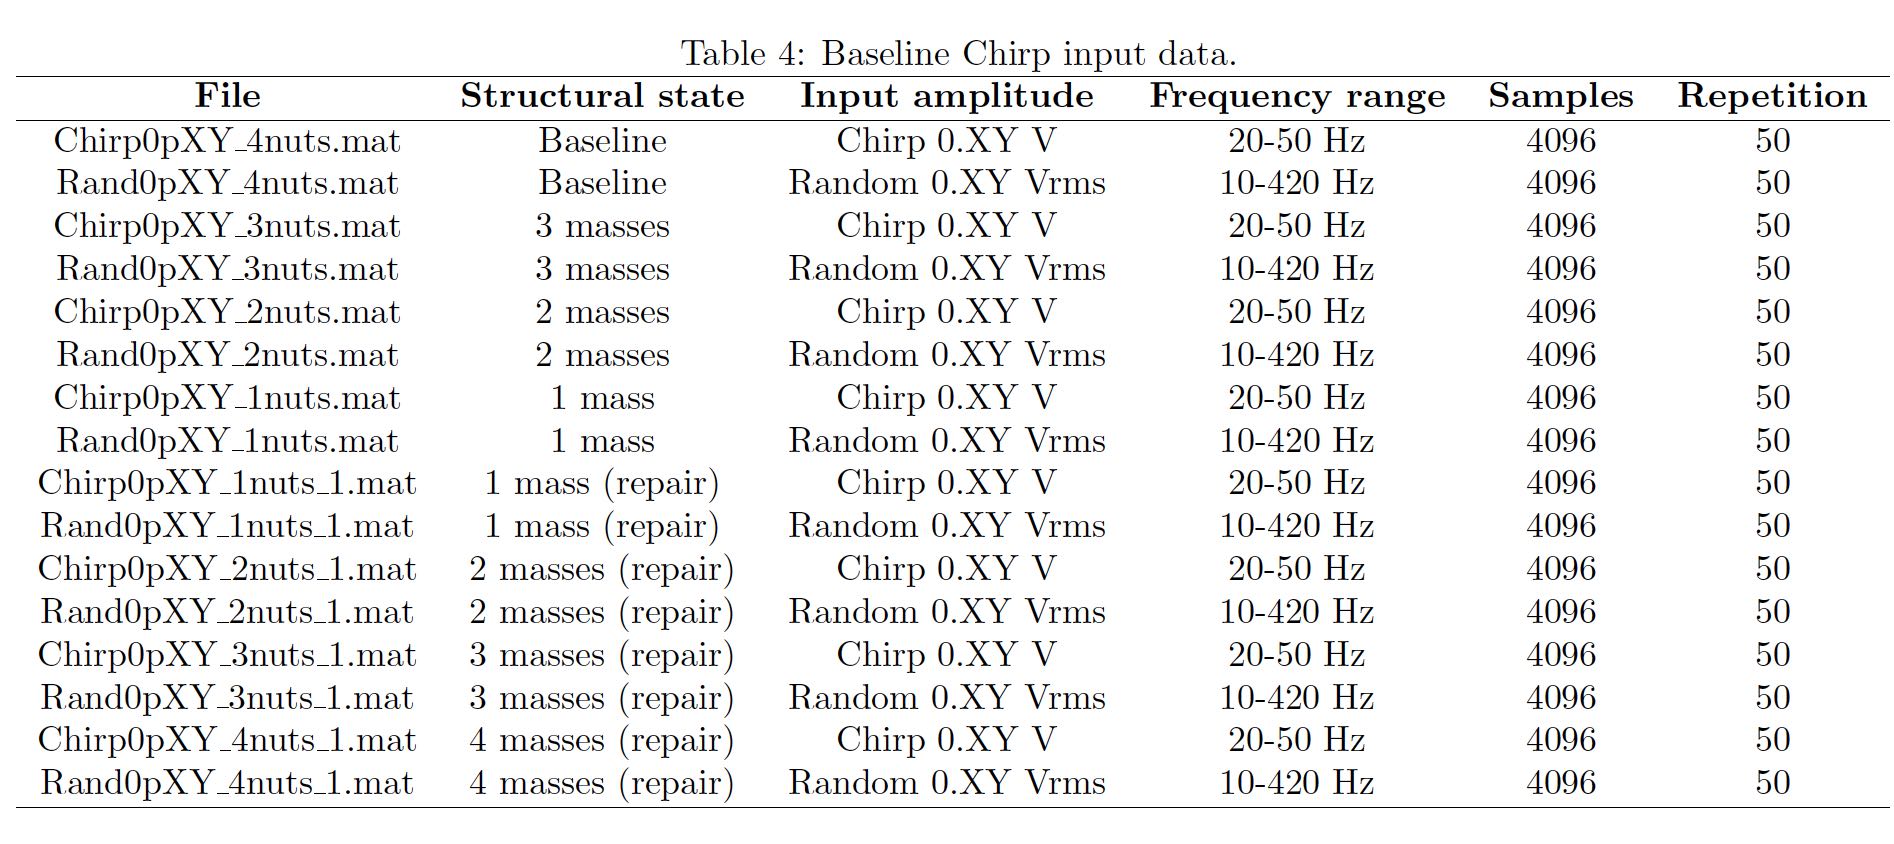 Table 4: Baseline Chirp input data.
File Structural state Input amplitude Frequency range Samples Repetition
Chirp0pXY_4nuts.mat Baseline Chirp 0.XY V 20-50 Hz 4096 50
Rand0pXY_4nuts.mat Baseline Random 0.XY Vrms 10-420 Hz 4096 50
Chirp0pXY_3nuts.mat 3 masses Chirp 0.XY V 20-50 Hz 4096 50
Rand0pXY_3nuts.mat 3 masses Random 0.XY Vrms 10-420 Hz 4096 50
Chirp0pXY_2nuts.mat 2 masses Chirp 0.XY V 20-50 Hz 4096 50
Rand0pXY_2nuts.mat 2 masses Random 0.XY Vrms 10-420 Hz 4096 50
Chirp0pXY_1nuts.mat 1 mass Chirp 0.XY V 20-50 Hz 4096 50
Rand0pXY_1nuts.mat 1 mass Random 0.XY Vrms 10-420 Hz 4096 50
Chirp0pXY_1nuts_1.mat 1 mass (repair) Chirp 0.XY V 20-50 Hz 4096 50
Rand0pXY_1nuts_1.mat 1 mass (repair) Random 0.XY Vrms 10-420 Hz 4096 50
Chirp0pXY_2nuts_1.mat 2 masses (repair) Chirp 0.XY V 20-50 Hz 4096 50
Rand0pXY_2nuts_1.mat 2 masses (repair) Random 0.XY Vrms 10-420 Hz 4096 50
Chirp0pXY_3nuts_1.mat 3 masses (repair) Chirp 0.XY V 20-50 Hz 4096 50
Rand0pXY_3nuts_1.mat 3 masses (repair) Random 0.XY Vrms 10-420 Hz 4096 50
Chirp0pXY_4nuts_1.mat 4 masses (repair) Chirp 0.XY V 20-50 Hz 4096 50
Rand0pXY_4nuts_1.mat 4 masses (repair) Random 0.XY Vrms 10-420 Hz 4096 50